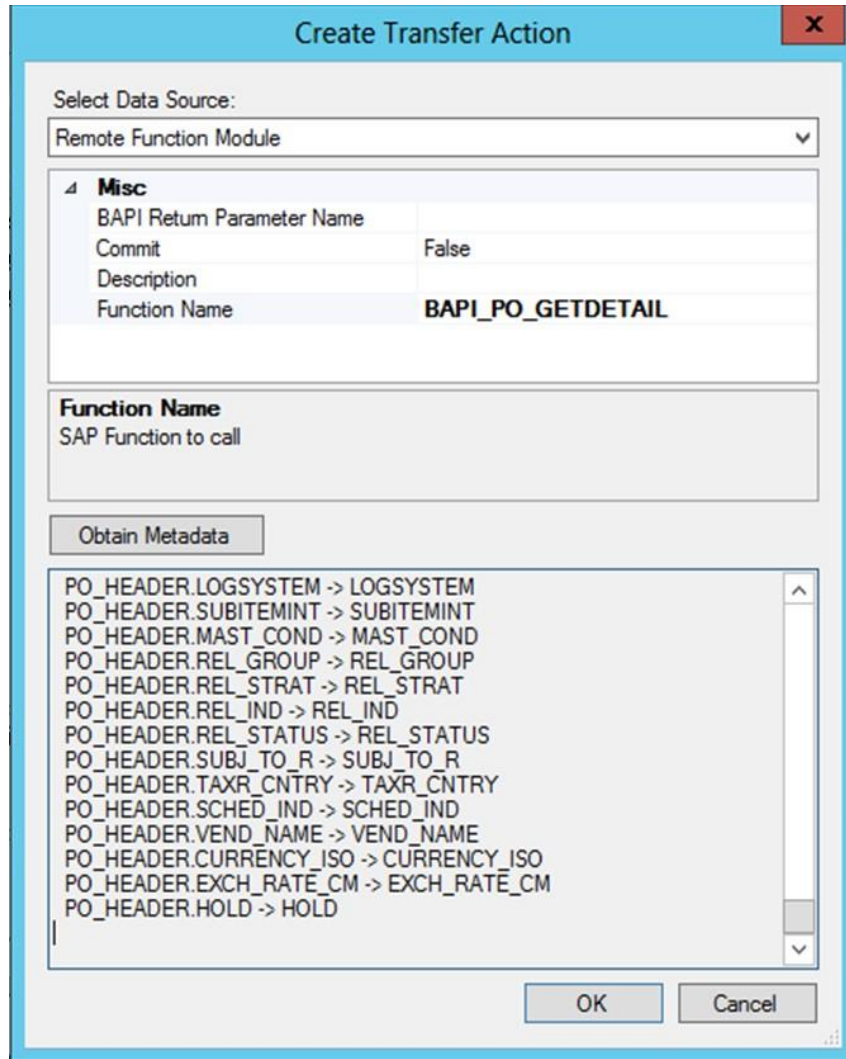 Create Transfer Action
x
Select Data Source:
Remote Function Module
Misc
BAPI Return Parameter Name
Commit False
Description
Function Name BAPI_PO_GETDETAIL
Function Name
SAP Function to call
Obtain Metadata
PO_HEADER.LOGSYSTEM -> LOGSYSTEM
PO_HEADER.SUBITEMINT -> SUBITEMINT
PO_HEADER.MAST_COND -> MAST_COND
PO_HEADER.REL_GROUP -> REL_GROUP
PO_HEADER.REL_STRAT -> REL_STRAT
PO_HEADER.REL_IND -> REL_IND
PO_HEADER.REL_STATUS -> REL_STATUS
PO_HEADER.SUBJ_TO_R -> SUBJ_TO_R
PO_HEADER.TAXR_CNTRY -> TAXR_CNTRY
PO_HEADER.SCHED_IND -> SCHED_IND
PO_HEADER.VEND_NAME -> VEND_NAME
PO_HEADER.CURRENCY_ISO -> CURRENCY_ISO
PO_HEADER.EXCH_RATE_CM -> EXCH_RATE_CM
PO_HEADER.HOLD -> HOLD
OK Cancel